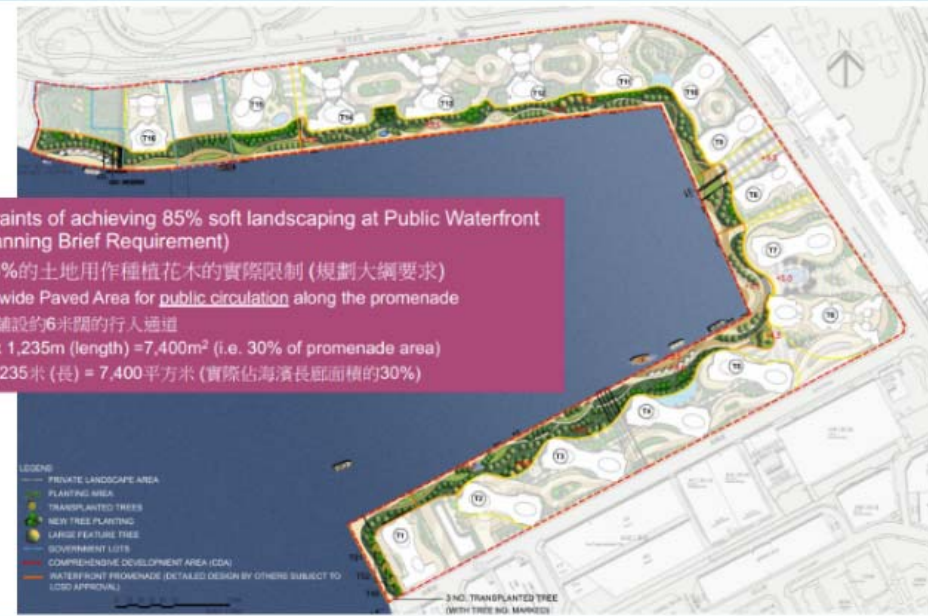 N
T16
T15
T14
T13
T12
T11
T10
T9
T8
T7
T6
T5
T4
T3
T2
T1
aints of achieving 85% soft landscaping at Public Waterfront
anning Brief Requirement)
%的土地用作種植花木的實際限制 (規劃大綱要求)
wide Paved Area for public circulation along the promenade
舖設約6米闊的行人通道
1,235m (length) =7,400m² (i.e. 30% of promenade area)
235米 (長) = 7,400平方米 (實際佔海濱長廊面積的30%)
LEGEND
PRIVATE LANDSCAPE AREA
PLANTING AREA
TRANSPLANTED TREES
NEW TREE PLANTING
LARGE FEATURE TREE
GOVERNMENT LOTS
COMPREHENSIVE DEVELOPMENT AREA (CDA)
WATERFRONT PROMENADE (DETAILED DESIGN BY OTHERS SUBJECT TO
LCSD APPROVAL)
3 NO. TRANSPLANTED TREE
(WITH TREE NO. MARKED)